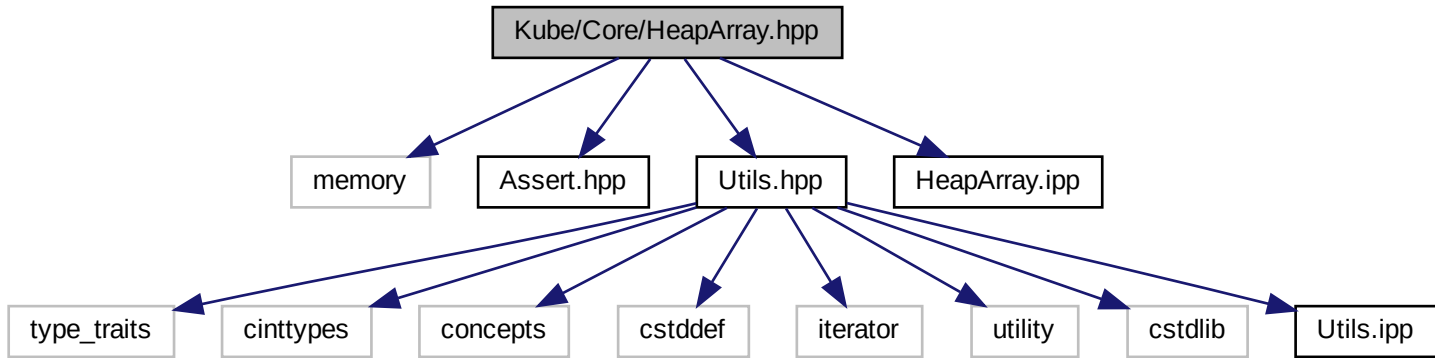 Kube/Core/HeapArray.hpp
memory
Assert.hpp
Utils.hpp
HeapArray.ipp
type_traits
cinttypes
concepts
cstddef
iterator
utility
cstdlib
Utils.ipp